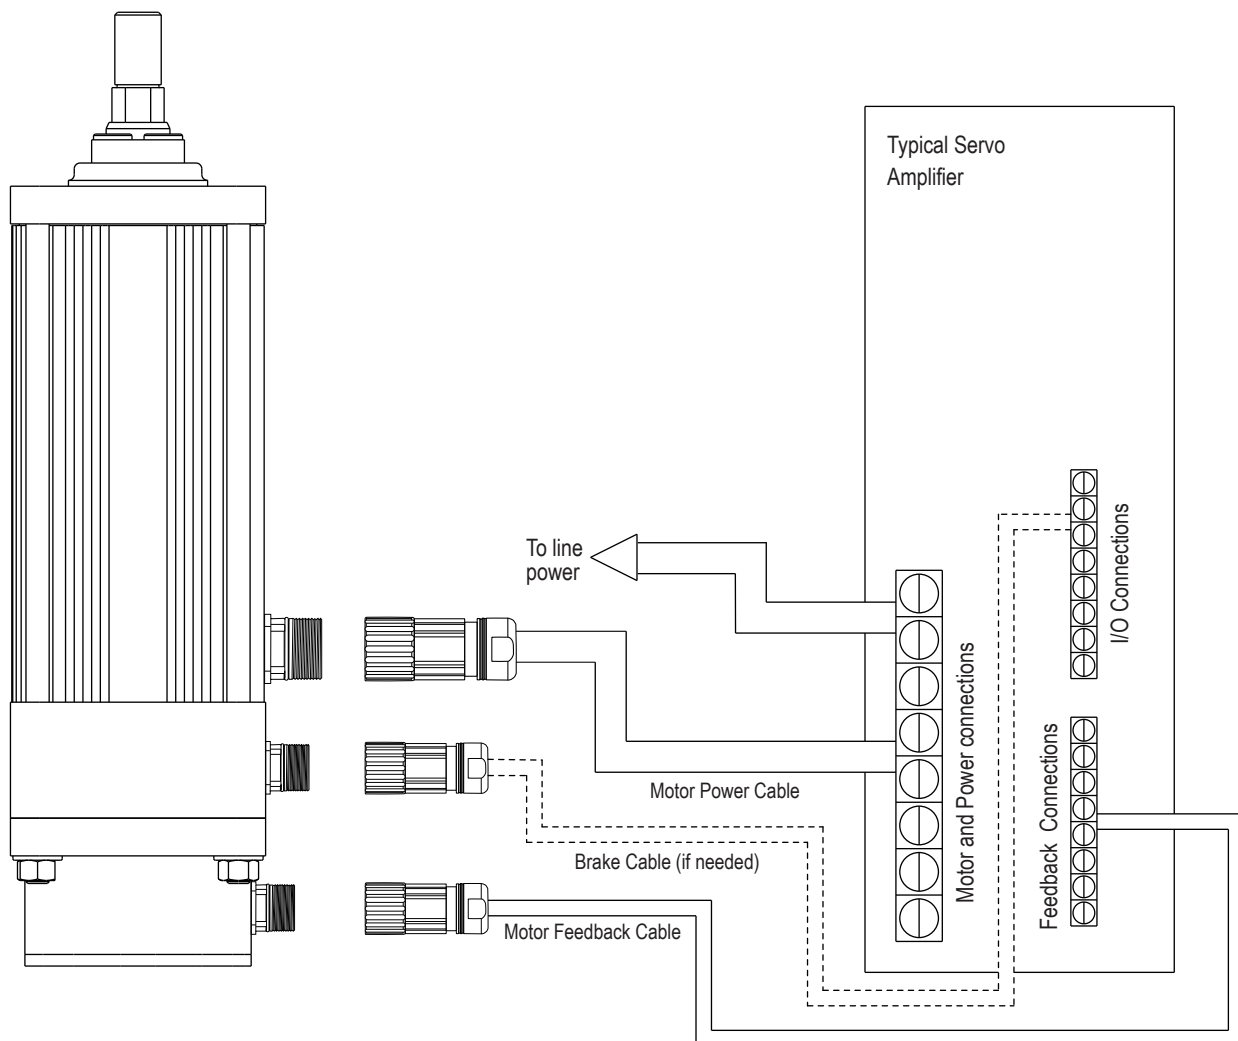 Typical Servo
Amplifier
To line
power
I/O Connections
Motor and Power connections
Feedback Connections
Motor Power Cable
Brake Cable (if needed)
Motor Feedback Cable